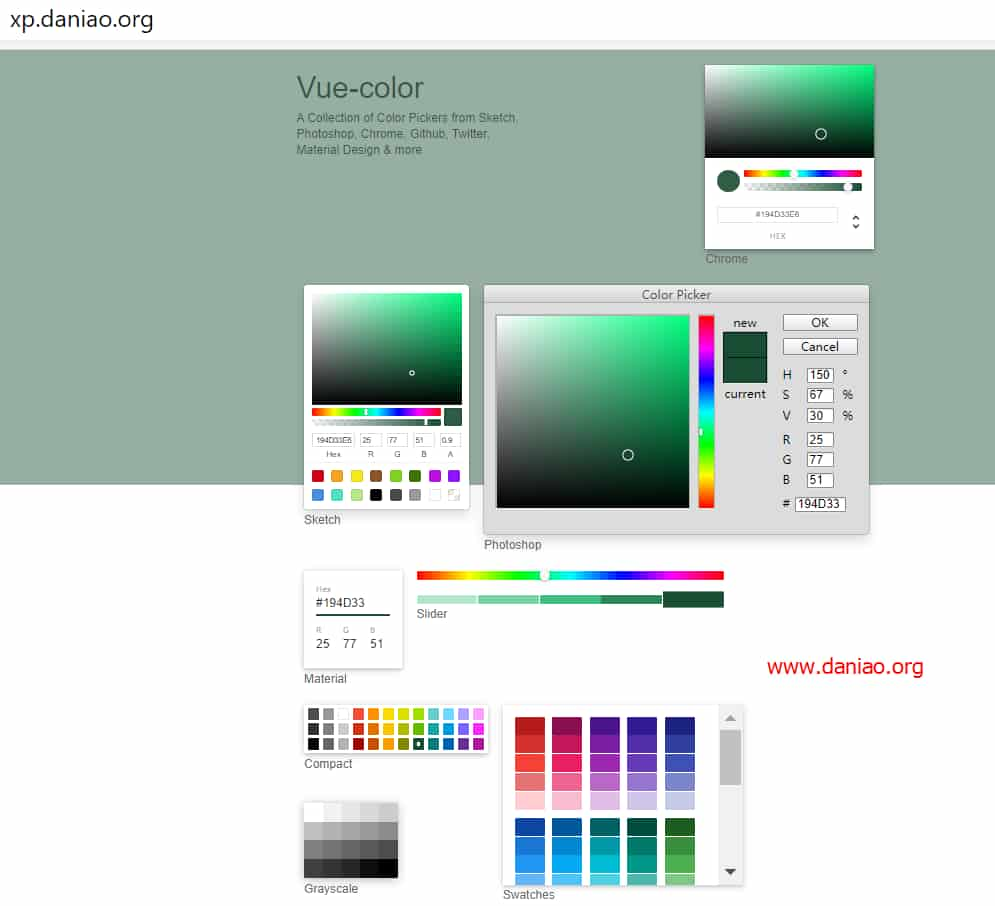 xp.daniao.org
Vue-color
A Collection of Color Pickers from Sketch,
Photoshop, Chrome, Github, Twitter,
Material Design & more
#194D33E6
HEX
Chrome
194D33E6 25 77 51 0.9
Hex R G B A
Sketch
Color Picker
new
current
OK
Cancel
H 150 °
S 67 %
V 30 %
R 25
G 77
B 51
# 194D33
Photoshop
Hex
#194D33
R G B
25 77 51
Material
Slider
www.daniao.org
Compact
Grayscale
Swatches